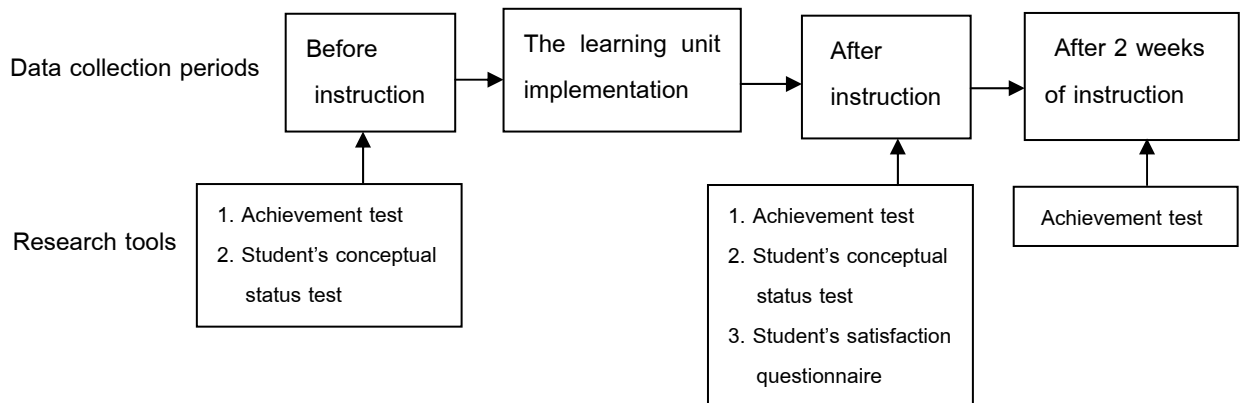 Data collection periods
Before
instruction
The learning unit
implementation
After
instruction
After 2 weeks
of instruction
Research tools
1. Achievement test
2. Student’s conceptual
status test
1. Achievement test
2. Student’s conceptual
status test
3. Student’s satisfaction
questionnaire
Achievement test